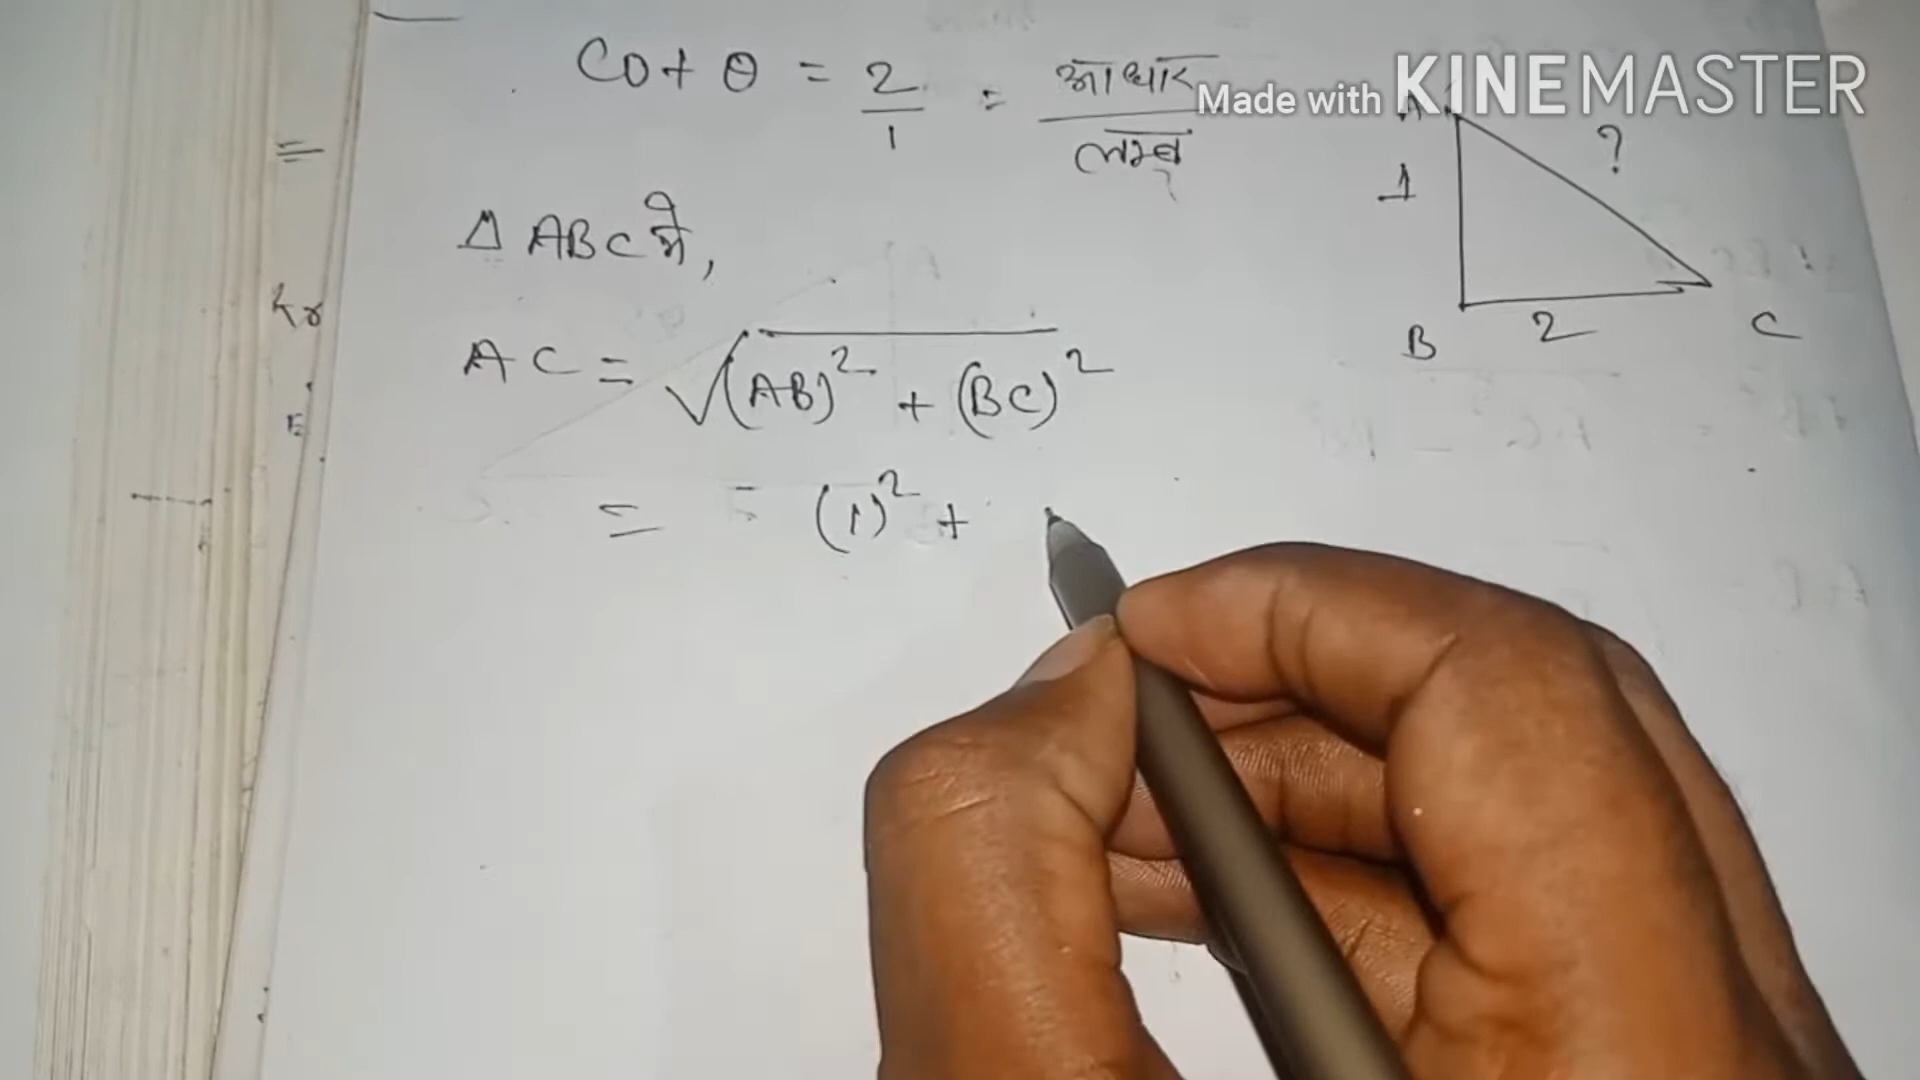 Cot θ = 2/1 = आधार/लम्ब
Made with KINEMASTER
A
?
1
B 2 C
Δ ABC में,
AC = √(AB)² + (BC)²
= (1)² +